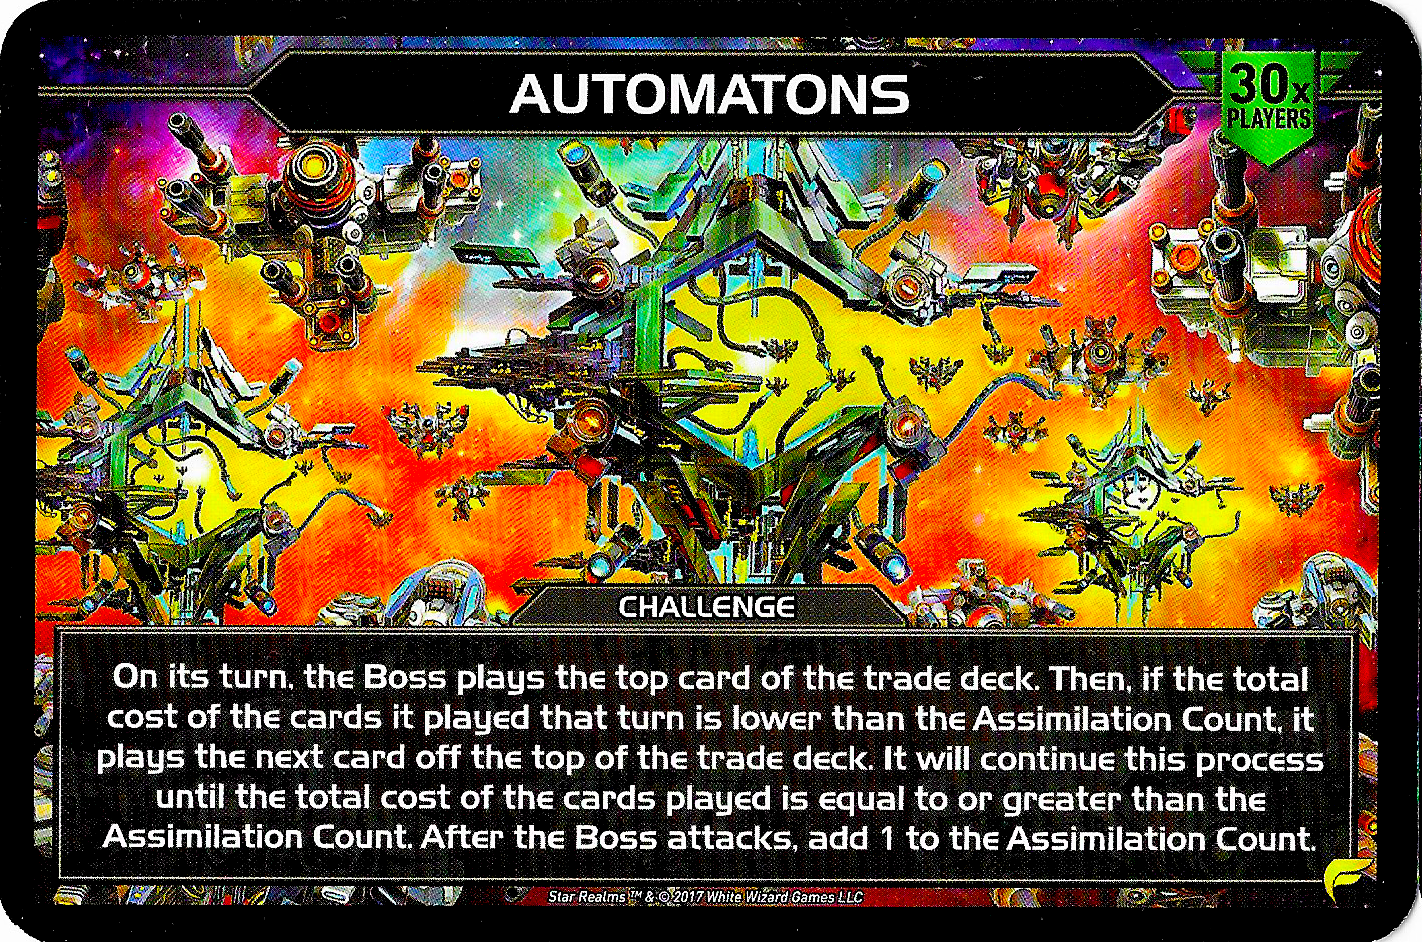 AUTOMATONS
30x
PLAYERS
CHALLENGE
On its turn, the Boss plays the top card of the trade deck. Then, if the total
cost of the cards it played that turn is lower than the Assimilation Count, it
plays the next card off the top of the trade deck. It will continue this process
until the total cost of the cards played is equal to or greater than the
Assimilation Count. After the Boss attacks, add 1 to the Assimilation Count.
Star Realms™ & © 2017 White Wizard Games LLC